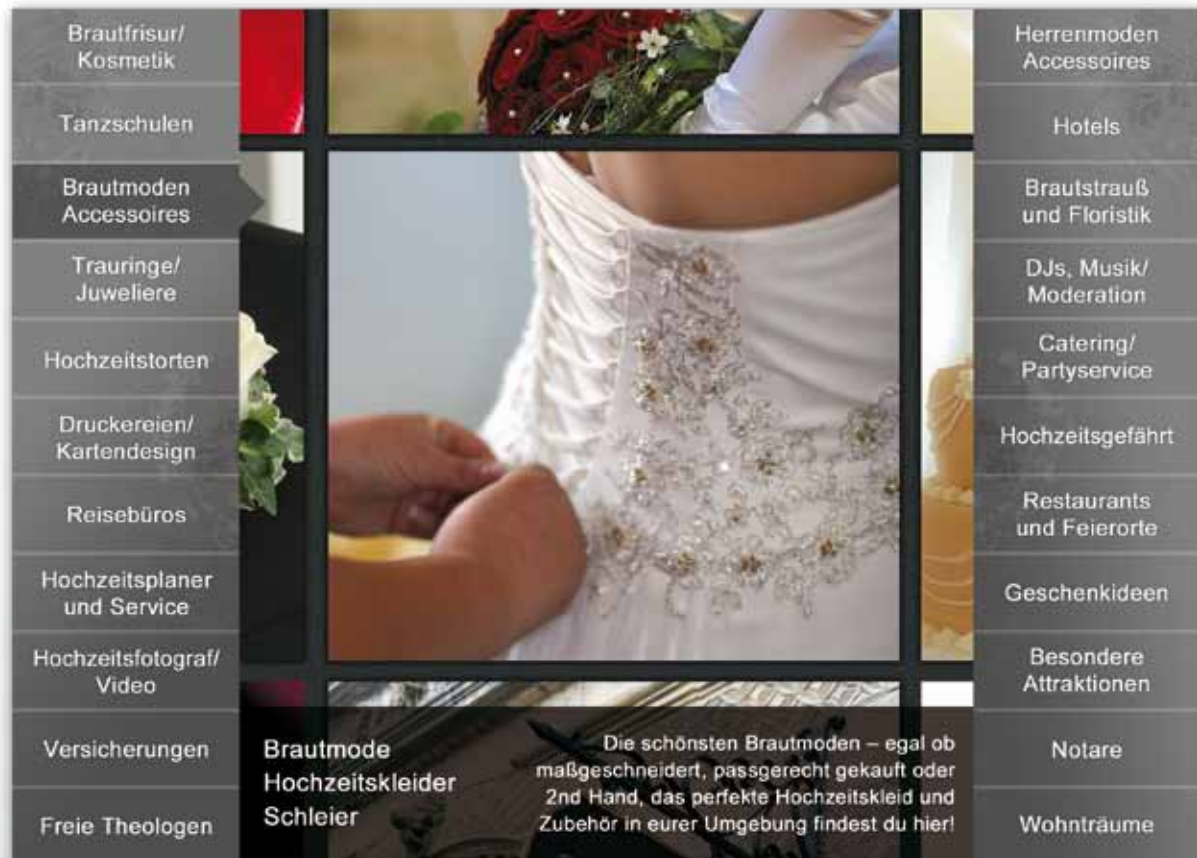 Brautfrisur/
Kosmetik
Tanzschulen
Brautmoden
Accessoires
Trauringe/
Juweliere
Hochzeitstorten
Druckereien/
Kartendesign
Reisebüros
Hochzeitsplaner
und Service
Hochzeitsfotograf/
Video
Versicherungen
Freie Theologen
Brautmode
Hochzeitskleider
Schleier
Die schönsten Brautmoden – egal ob
maßgeschneidert, passgerecht gekauft oder
2nd Hand, das perfekte Hochzeitskleid und
Zubehör in eurer Umgebung findest du hier!
Herrenmoden
Accessoires
Hotels
Brautstrauß
und Floristik
DJs, Musik/
Moderation
Catering/
Partyservice
Hochzeitsgefährt
Restaurants
und Feierorte
Geschenkideen
Besondere
Attraktionen
Notare
Wohnträume